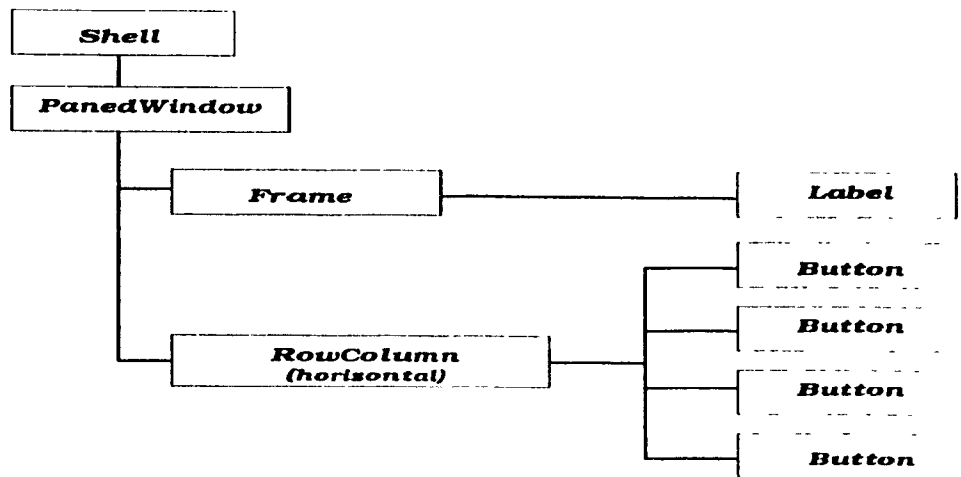 Shell
PanedWindow
Frame
Label
Button
Button
RowColumn
(horisontal)
Button
Button